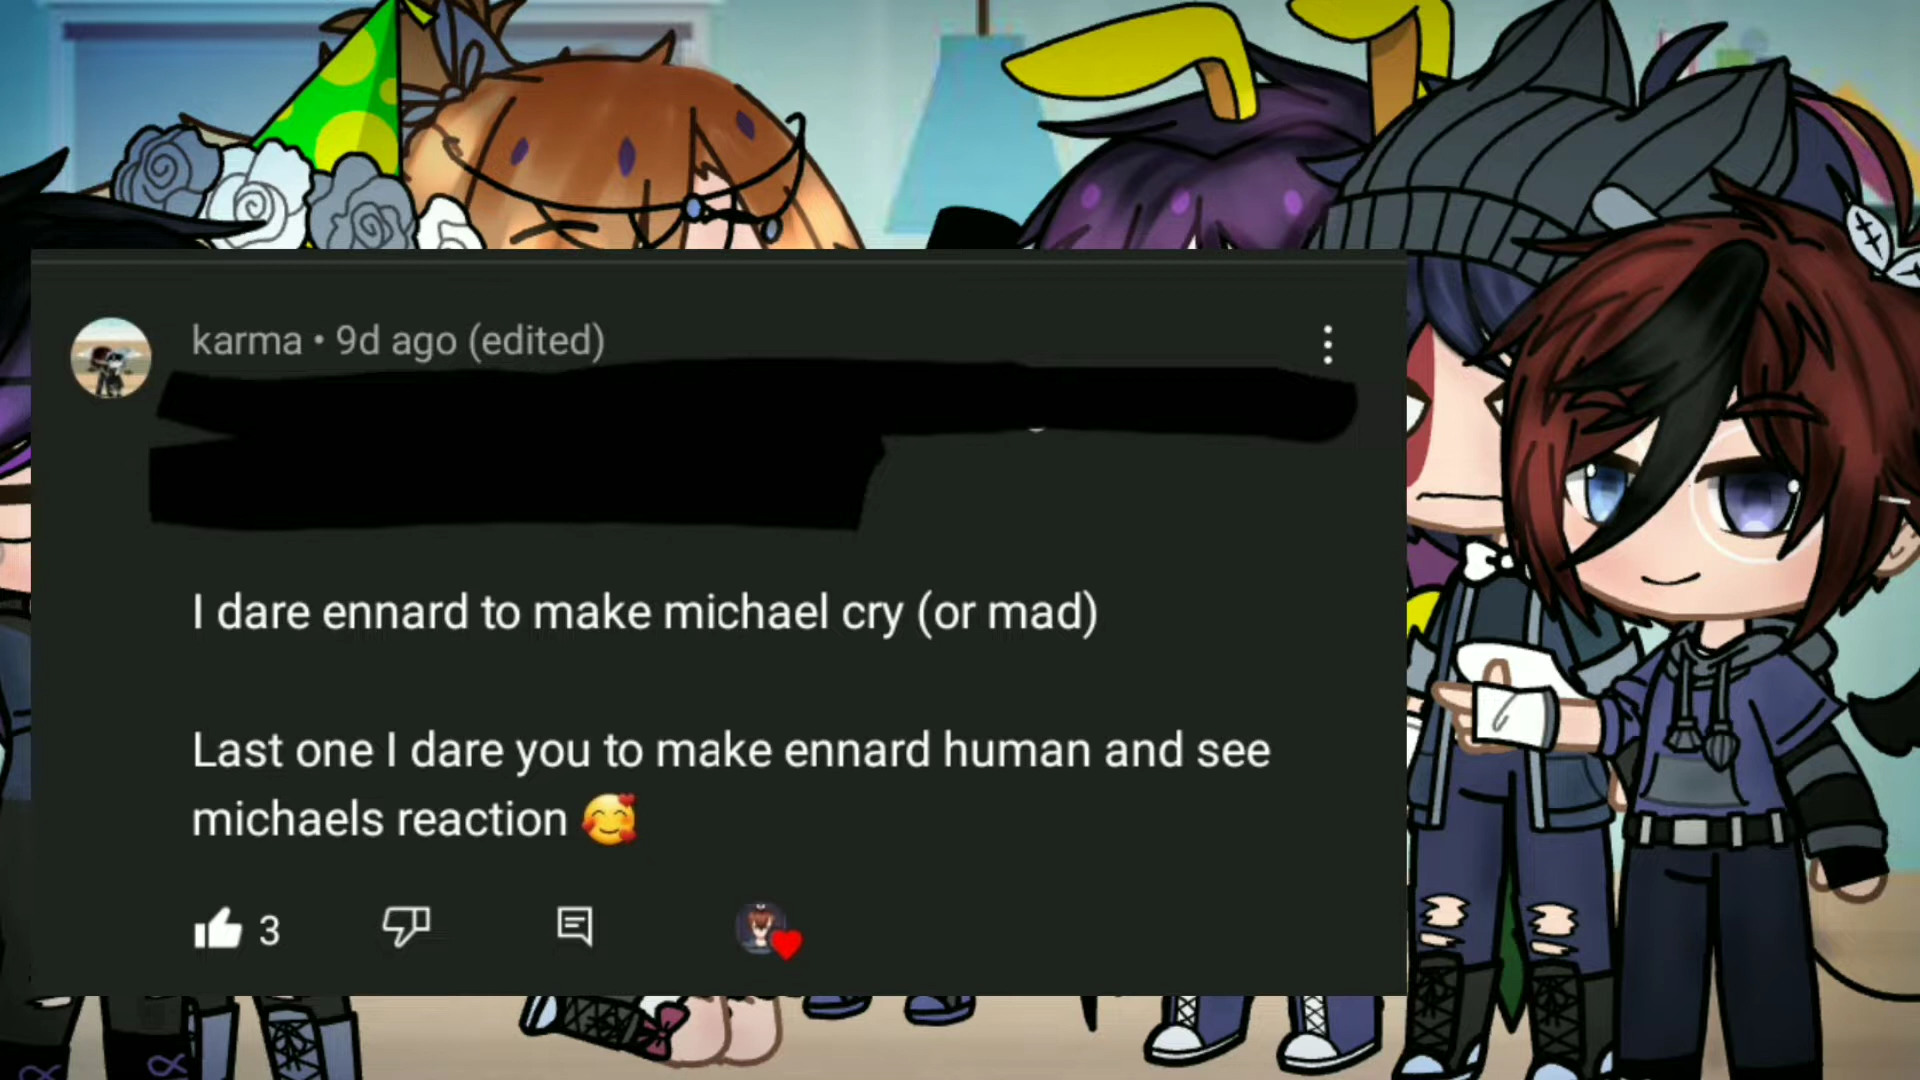 karma • 9d ago (edited)
I dare ennard to make michael cry (or mad)
Last one I dare you to make ennard human and see
michaels reaction 🥰
3